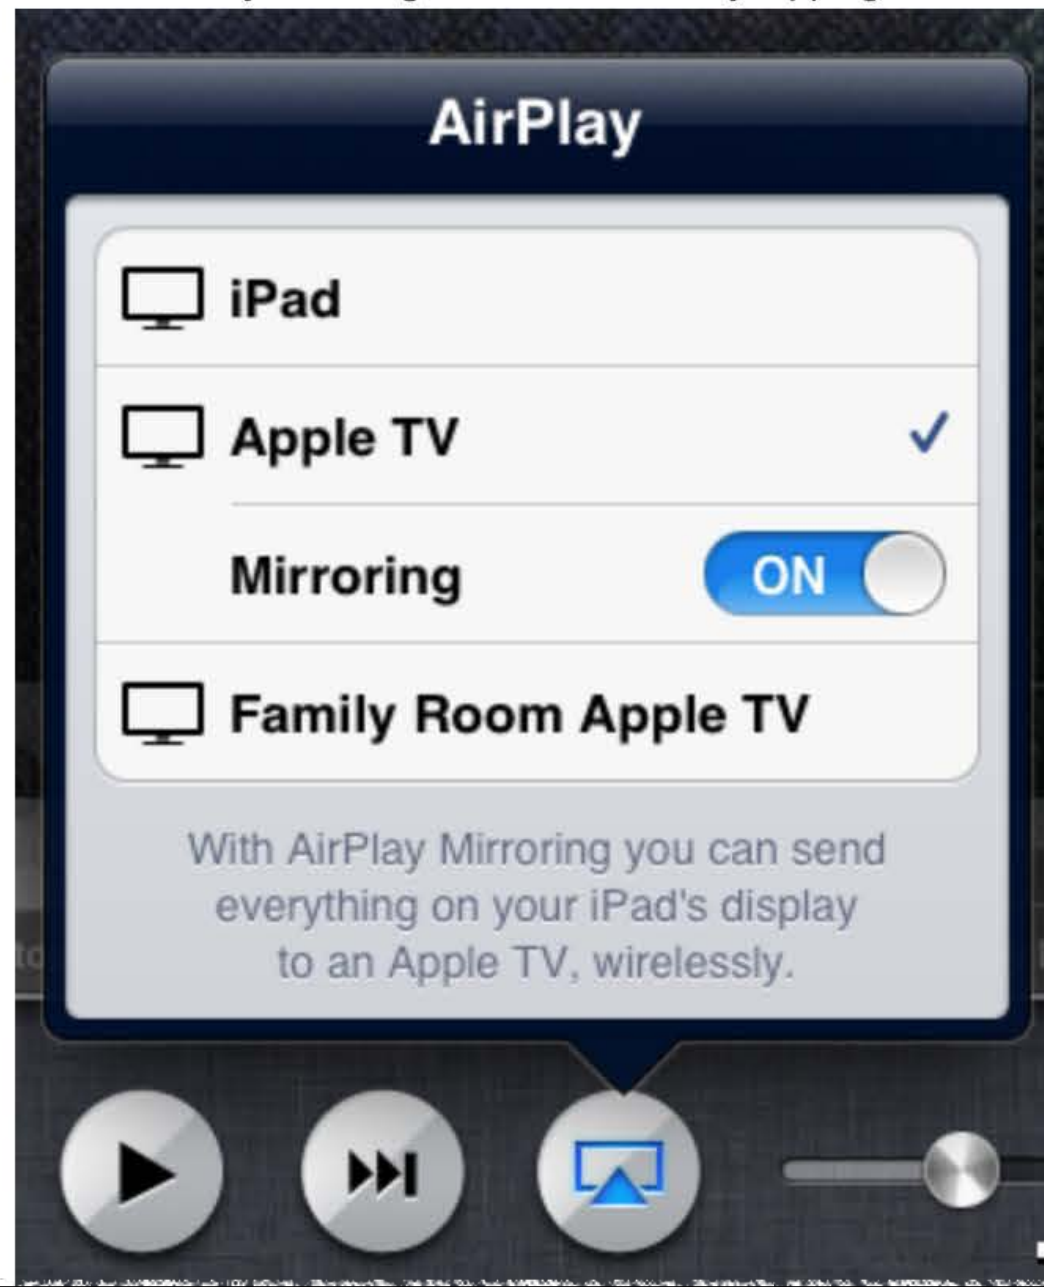 AirPlay
iPad
Apple TV
Mirroring ON
Family Room Apple TV
With AirPlay Mirroring you can send
everything on your iPad's display
to an Apple TV, wirelessly.